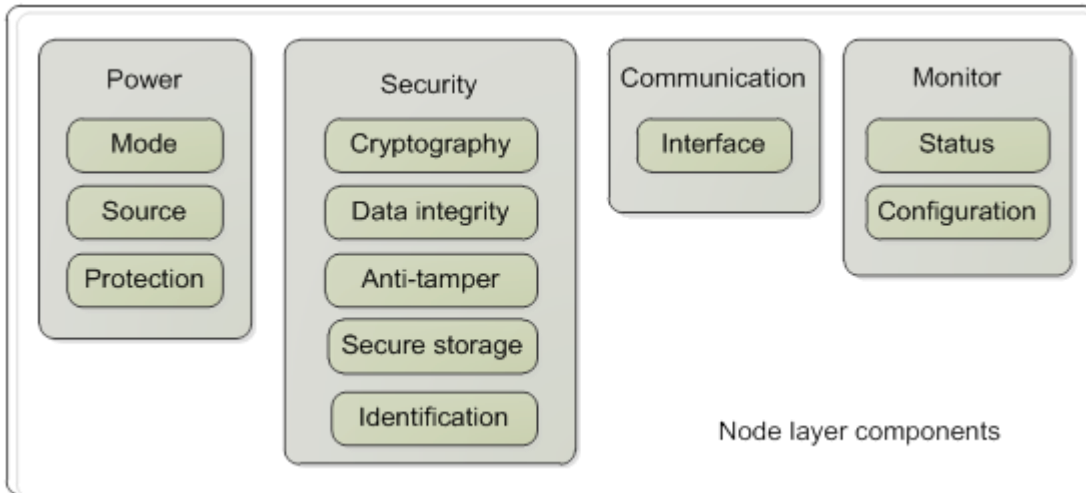 Power
Mode
Source
Protection
Security
Cryptography
Data integrity
Anti-tamper
Secure storage
Identification
Communication
Interface
Monitor
Status
Configuration
Node layer components